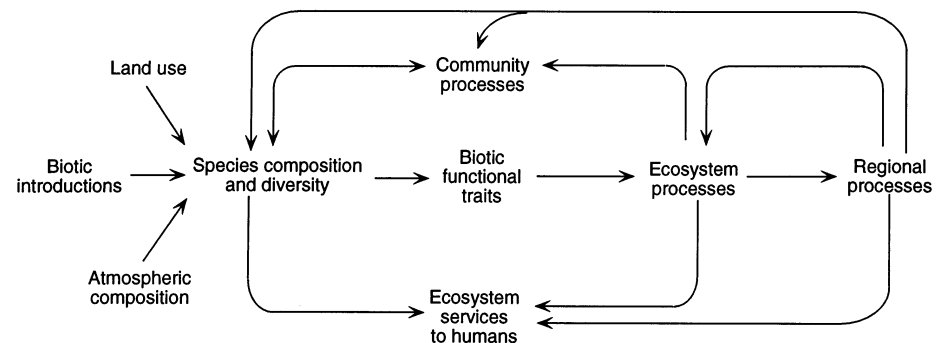 Land use
Community
processes
Biotic
introductions
Species composition
and diversity
Biotic
functional
traits
Ecosystem
processes
Regional
processes
Atmospheric
composition
Ecosystem
services
to humans